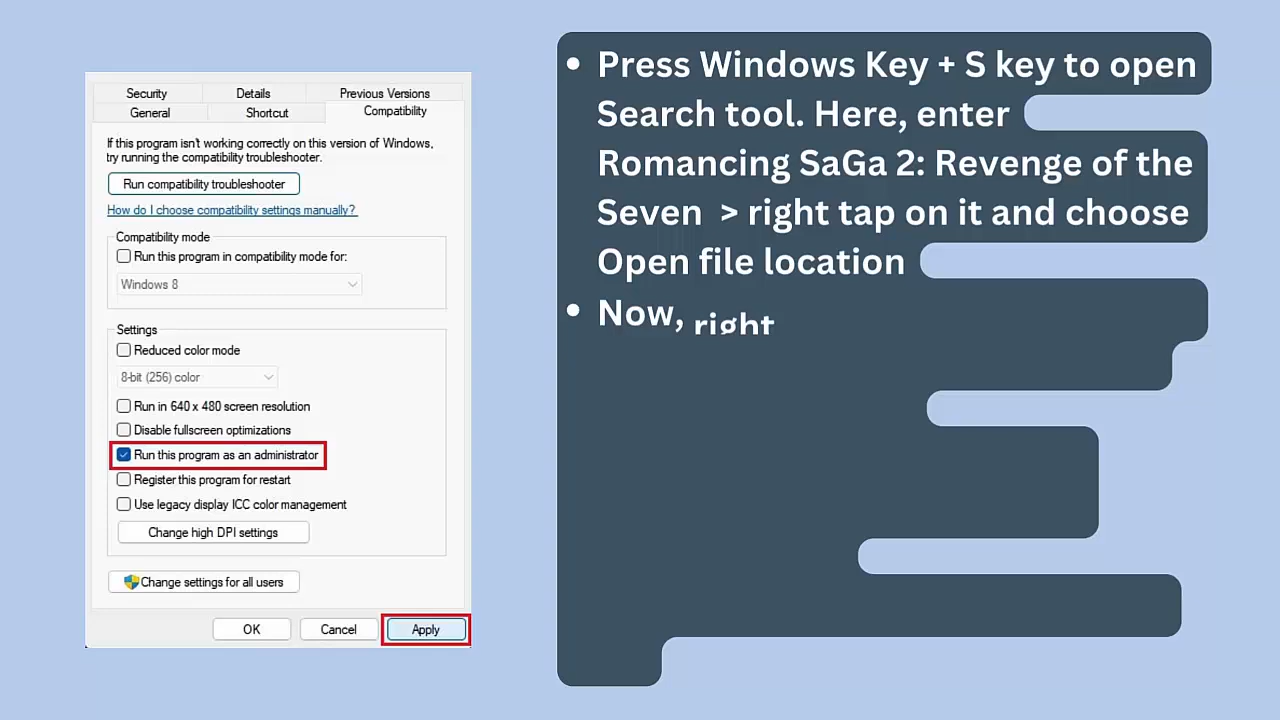 Security Details Previous Versions
General Shortcut Compatibility
If this program isn't working correctly on this version of Windows,
try running the compatibility troubleshooter.
Run compatibility troubleshooter
How do I choose compatibility settings manually?
Compatibility mode
Run this program in compatibility mode for:
Windows 8
Settings
Reduced color mode
8-bit (256) color
Run in 640 x 480 screen resolution
Disable fullscreen optimizations
Run this program as an administrator
Register this program for restart
Use legacy display ICC color management
Change high DPI settings
Change settings for all users
OK Cancel Apply
• Press Windows Key + S key to open
Search tool. Here, enter
Romancing SaGa 2: Revenge of the
Seven > right tap on it and choose
Open file location
• Now, right